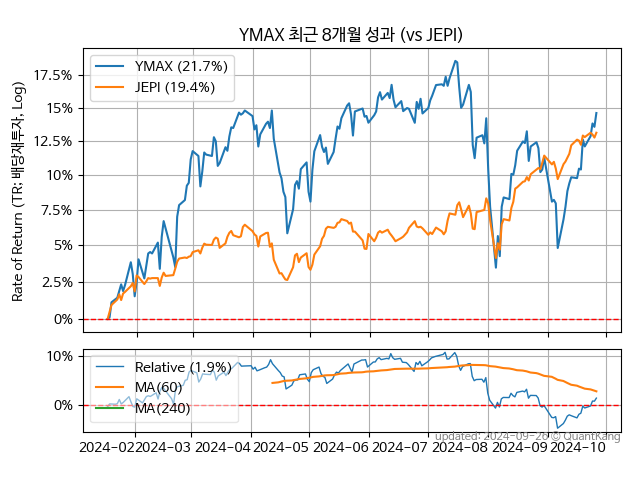 YMAX 최근 8개월 성과 (vs JEPI)
Rate of Return (TR: 배당재투자, Log)
YMAX (21.7%)
JEPI (19.4%)
17.5%
15%
12.5%
10%
7.5%
5%
2.5%
0%
Relative (1.9%)
MA(60)
MA(240)
10%
0%
updated: 2024-09-26 © QuantKang
2024-02 2024-03 2024-04 2024-05 2024-06 2024-07 2024-08 2024-09 2024-10